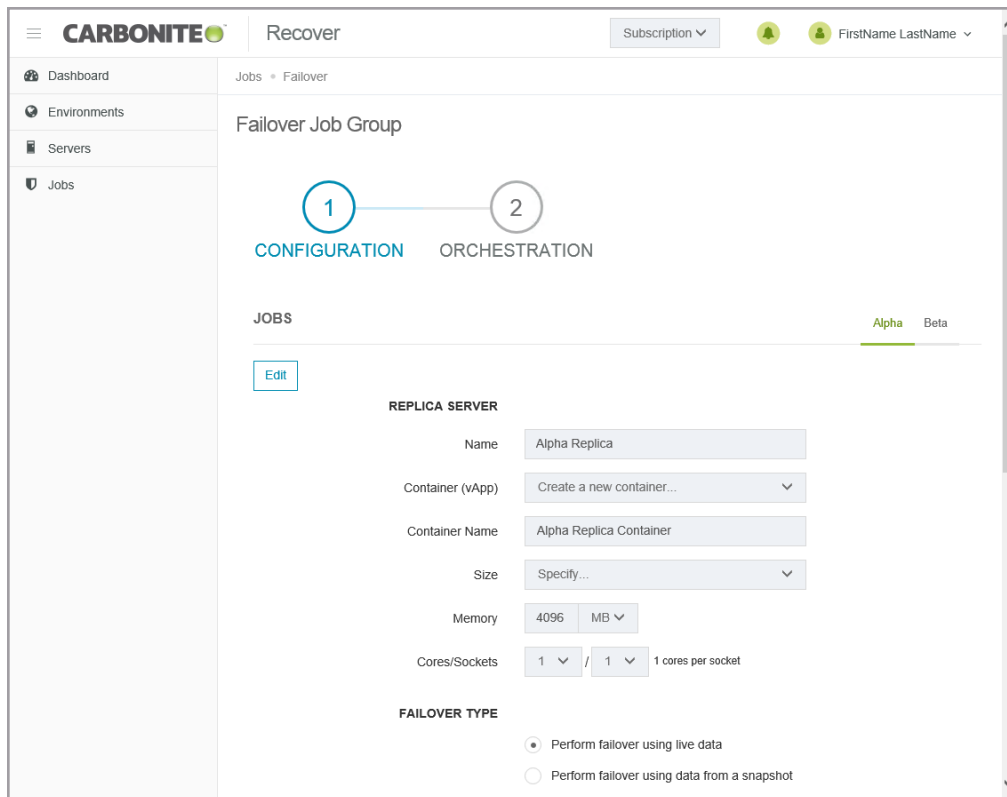 CARBONITE Recover Subscription FirstName LastName
Dashboard
Environments
Servers
Jobs
Jobs • Failover
Failover Job Group
1 2
CONFIGURATION ORCHESTRATION
JOBS Alpha Beta
Edit
REPLICA SERVER
Name Alpha Replica
Container (vApp) Create a new container...
Container Name Alpha Replica Container
Size Specify...
Memory 4096 MB
Cores/Sockets 1 / 1 1 cores per socket
FAILOVER TYPE
Perform failover using live data
Perform failover using data from a snapshot